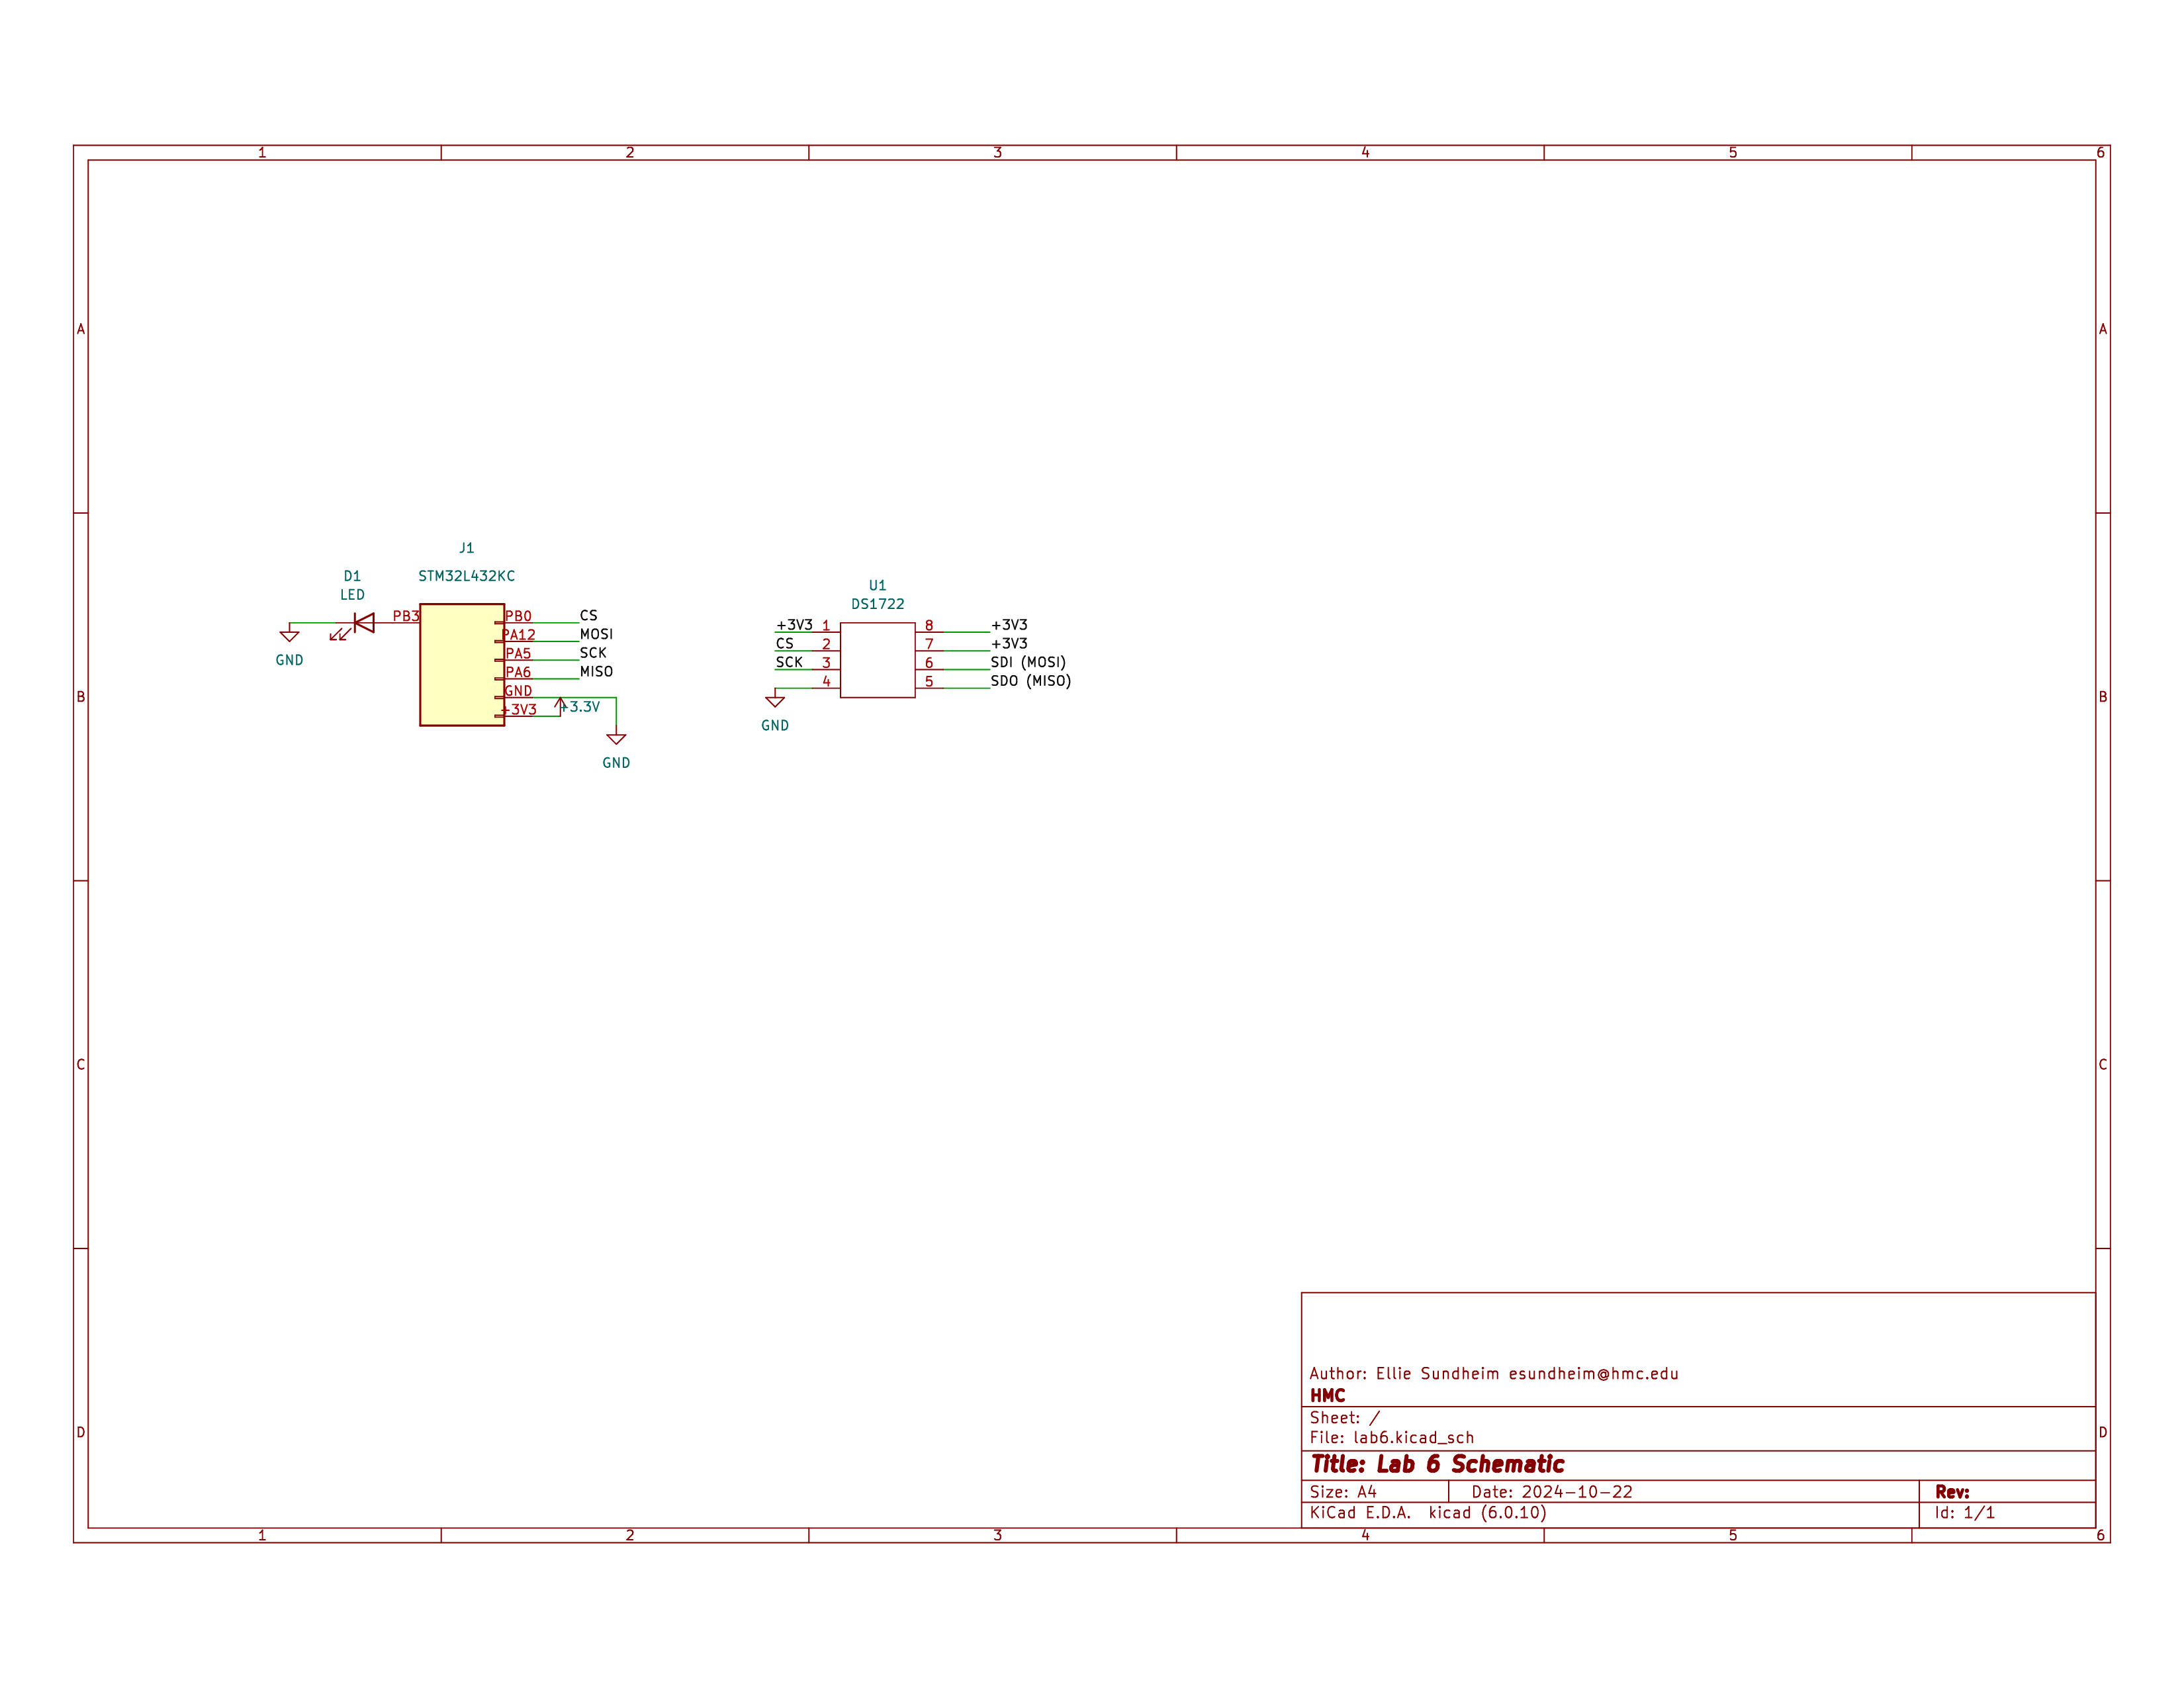 1 2 3 4 5 6
A A
J1
STM32L432KC
D1
LED
PB3
GND
PB0 CS
PA12 MOSI
PA5 SCK
PA6 MISO
GND
+3V3 +3.3V
GND
U1
DS1722
+3V3 1
CS 2
SCK 3
4
GND
8 +3V3
7 +3V3
6 SDI (MOSI)
5 SDO (MISO)
B B
C C
D D
Author: Ellie Sundheim esundheim@hmc.edu
HMC
Sheet: /
File: lab6.kicad_sch
Title: Lab 6 Schematic
Size: A4 Date: 2024-10-22 Rev:
KiCad E.D.A. kicad (6.0.10) Id: 1/1
1 2 3 4 5 6